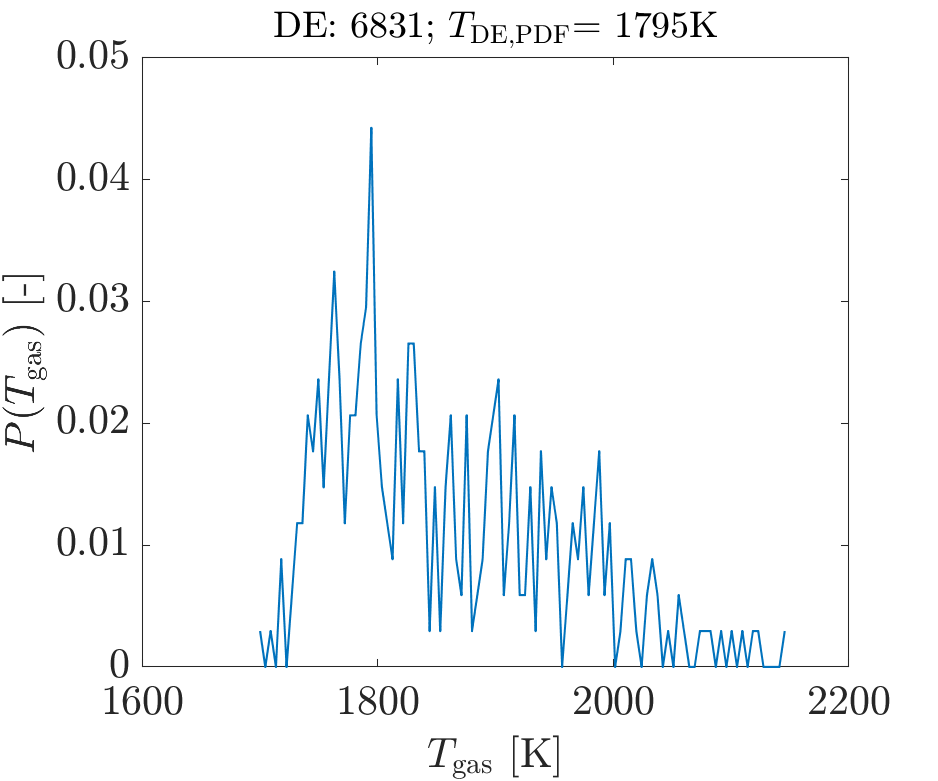 DE: 6831; T_DE,PDF= 1795K
0.05
0.04
0.03
0.02
0.01
0
P(T_gas) [-]
1600 1800 2000 2200
T_gas [K]